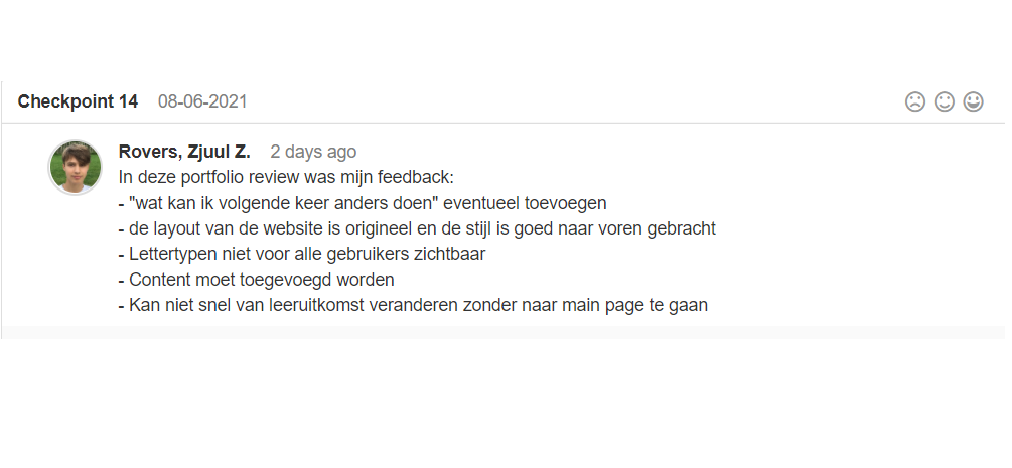 Checkpoint 14 08-06-2021
Rovers, Zjuul Z. 2 days ago
In deze portfolio review was mijn feedback:
- "wat kan ik volgende keer anders doen" eventueel toevoegen
- de layout van de website is origineel en de stijl is goed naar voren gebracht
- Lettertypen niet voor alle gebruikers zichtbaar
- Content moet toegevoegd worden
- Kan niet snel van leeruitkomst veranderen zonder naar main page te gaan